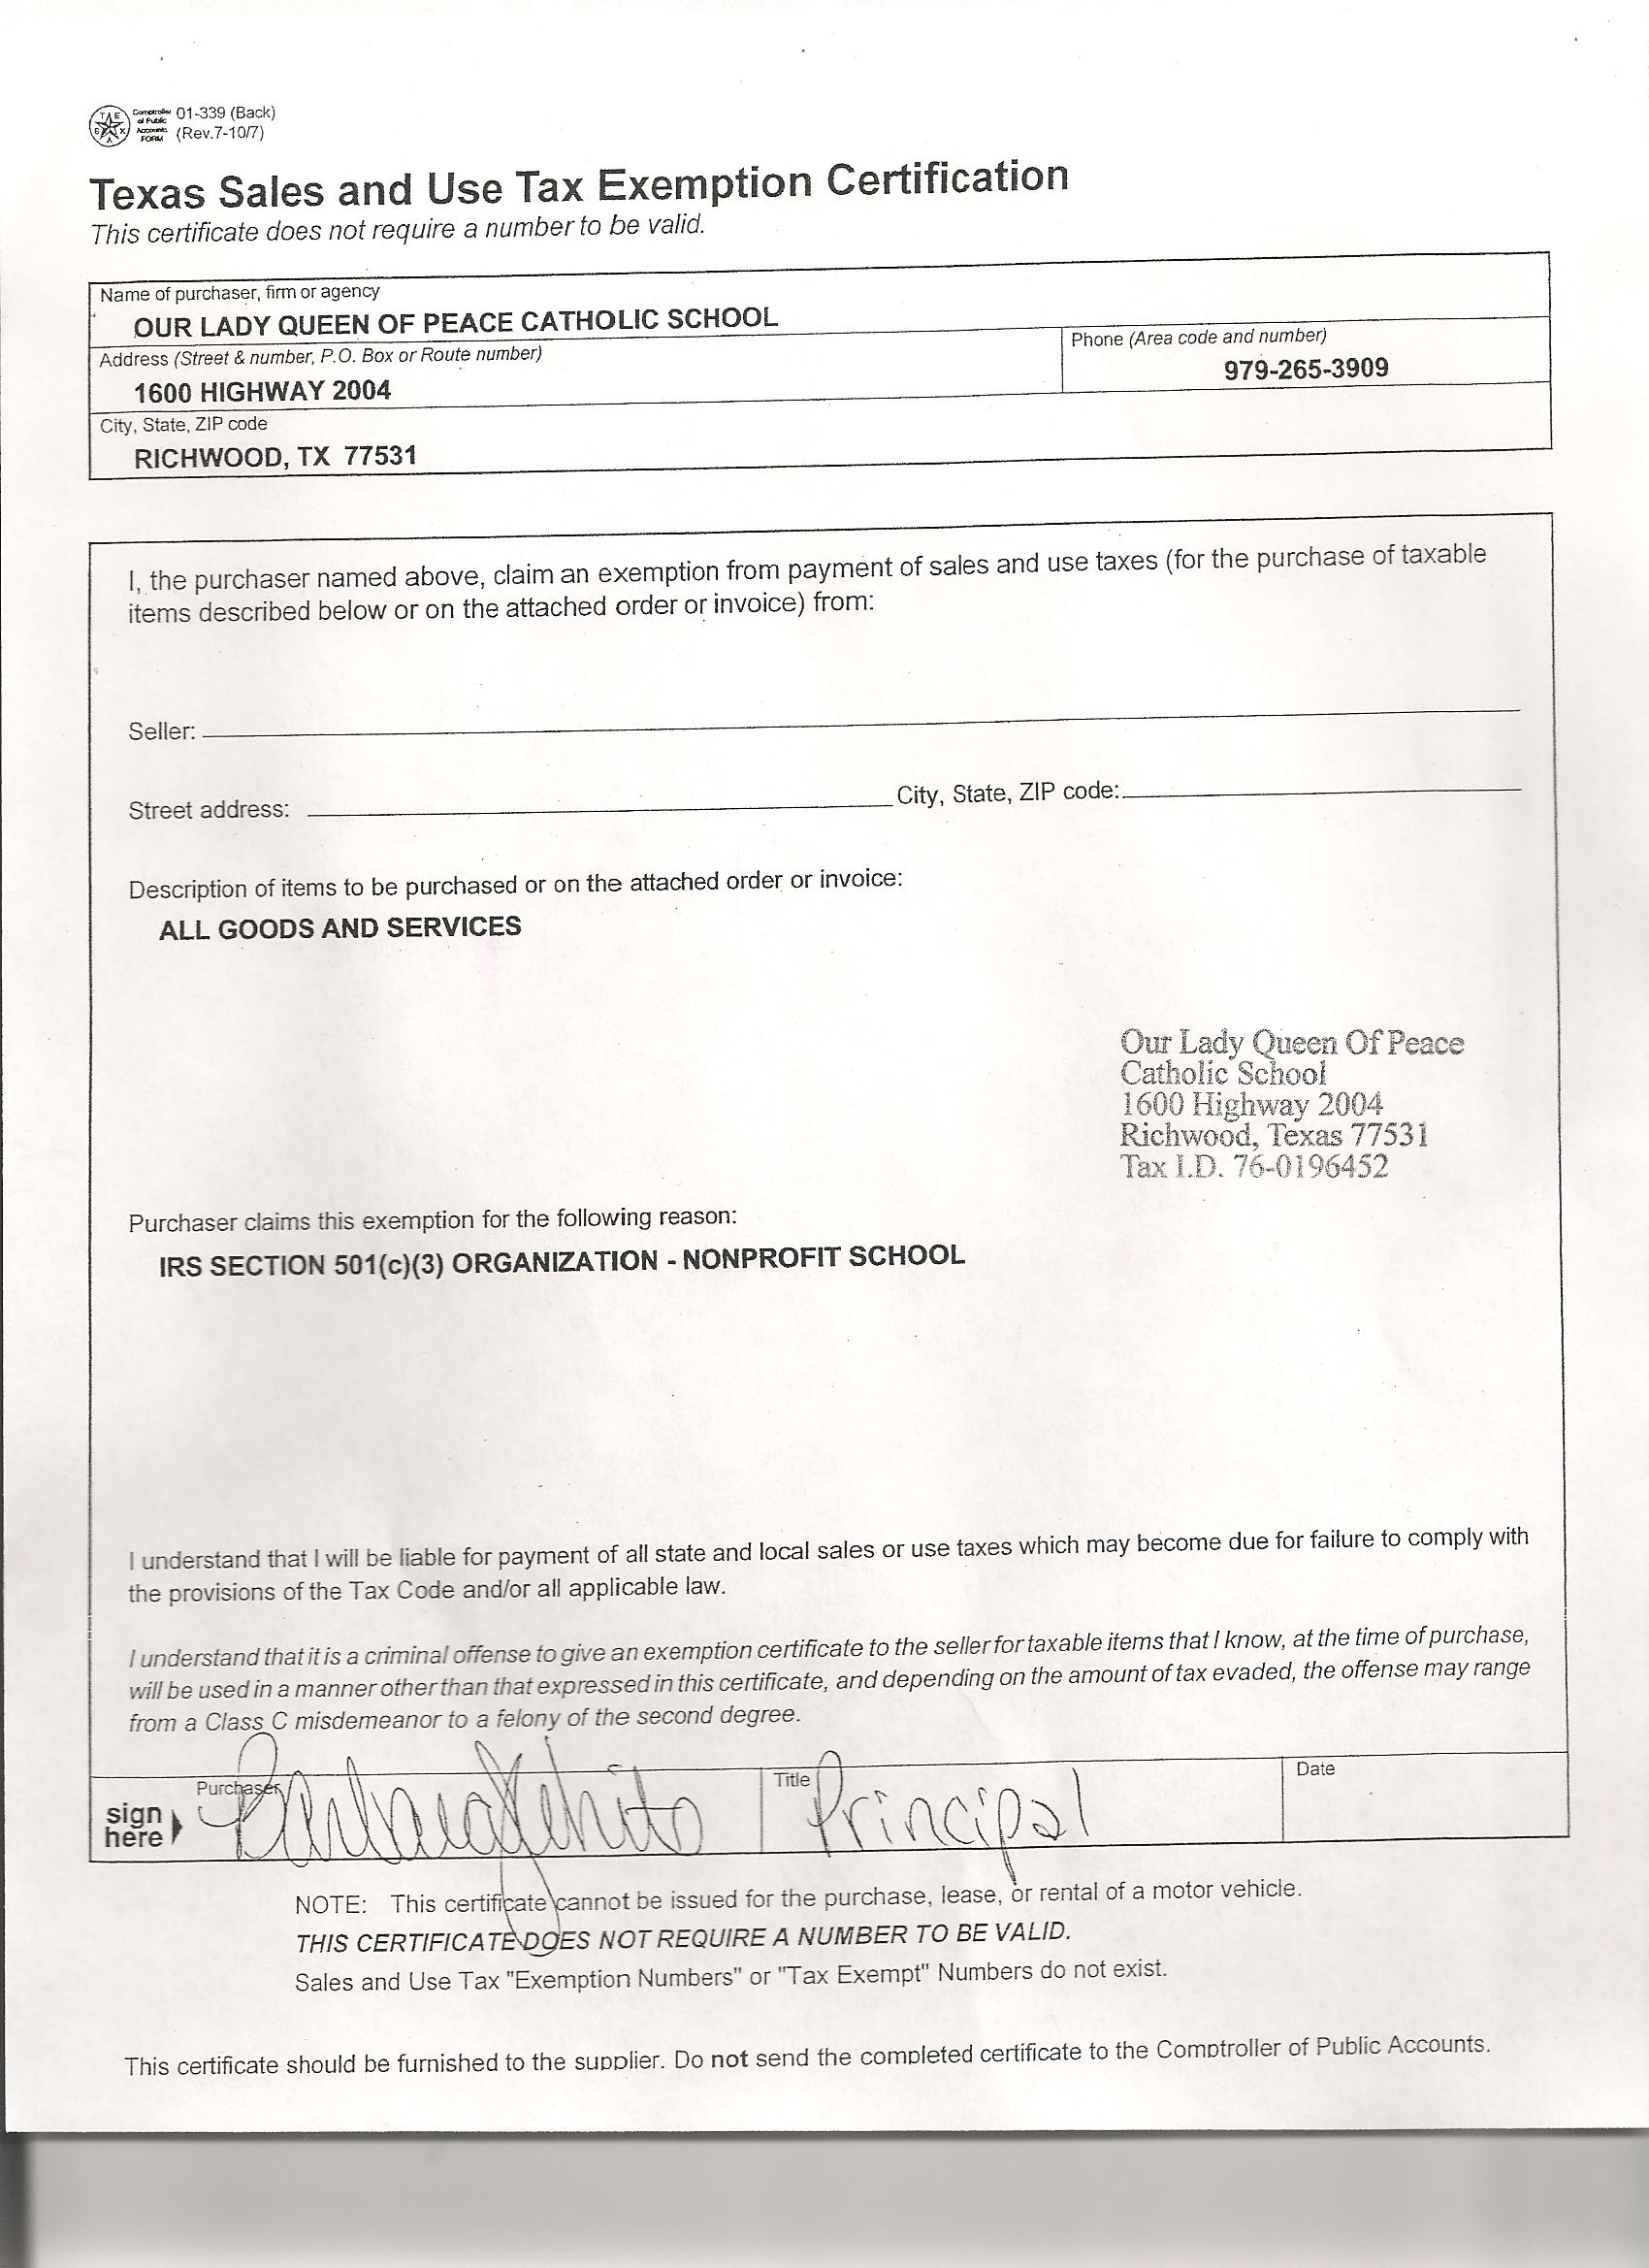 Comptroller of Public Accounts FORM
01-339 (Back)
(Rev.7-10/7)
Texas Sales and Use Tax Exemption Certification
This certificate does not require a number to be valid.
Name of purchaser, firm or agency
OUR LADY QUEEN OF PEACE CATHOLIC SCHOOL
Address (Street & number, P.O. Box or Route number)
Phone (Area code and number)
1600 HIGHWAY 2004
979-265-3909
City, State, ZIP code
RICHWOOD, TX 77531
I, the purchaser named above, claim an exemption from payment of sales and use taxes (for the purchase of taxable
items described below or on the attached order or invoice) from:
Seller:
Street address: City, State, ZIP code:
Description of items to be purchased or on the attached order or invoice:
ALL GOODS AND SERVICES
Our Lady Queen Of Peace
Catholic School
1600 Highway 2004
Richwood, Texas 77531
Tax I.D. 76-0196452
Purchaser claims this exemption for the following reason:
IRS SECTION 501(c)(3) ORGANIZATION - NONPROFIT SCHOOL
I understand that I will be liable for payment of all state and local sales or use taxes which may become due for failure to comply with
the provisions of the Tax Code and/or all applicable law.
I understand that it is a criminal offense to give an exemption certificate to the seller for taxable items that I know, at the time of purchase,
will be used in a manner other than that expressed in this certificate, and depending on the amount of tax evaded, the offense may range
from a Class C misdemeanor to a felony of the second degree.
sign here
Purchaser
Barbara
Title
Principal
Date
NOTE: This certificate cannot be issued for the purchase, lease, or rental of a motor vehicle.
THIS CERTIFICATE DOES NOT REQUIRE A NUMBER TO BE VALID.
Sales and Use Tax "Exemption Numbers" or "Tax Exempt" Numbers do not exist.
This certificate should be furnished to the supplier. Do not send the completed certificate to the Comptroller of Public Accounts.